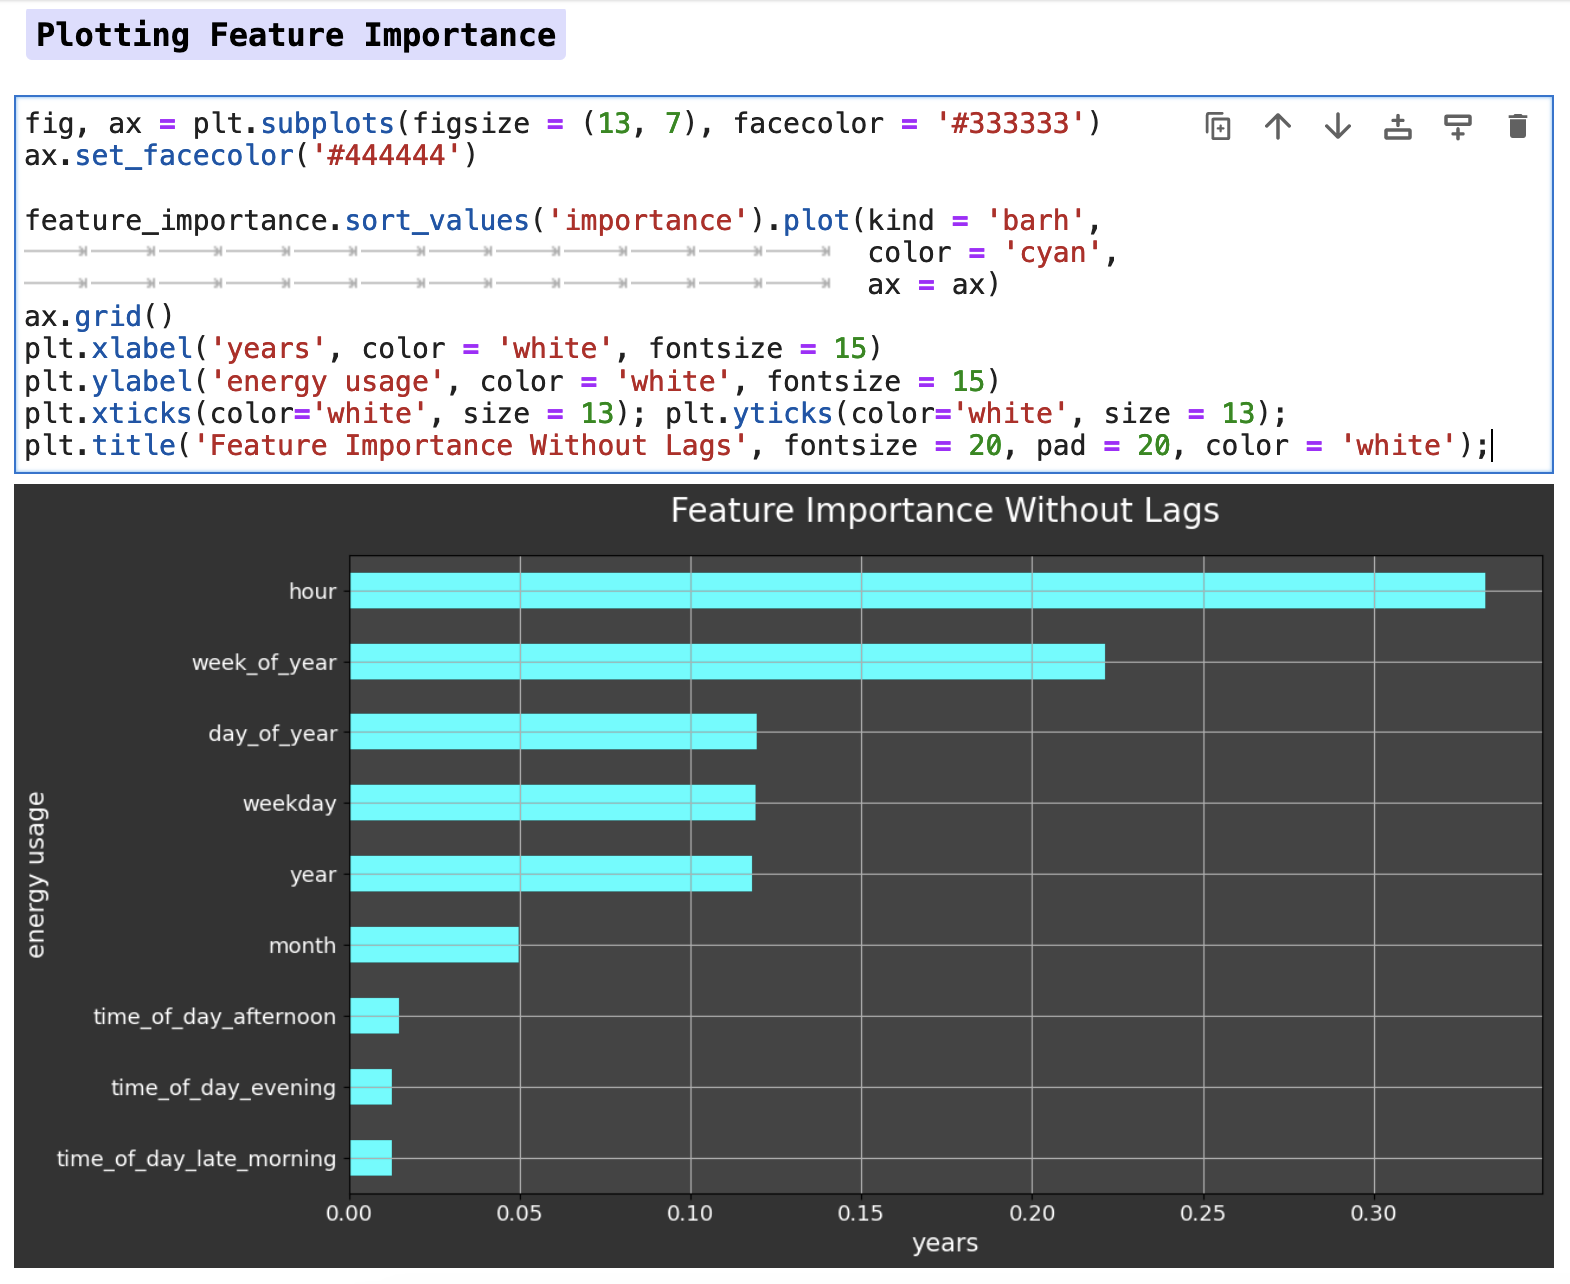 Plotting Feature Importance
fig, ax = plt.subplots(figsize = (13, 7), facecolor = '#333333')
ax.set_facecolor('#444444')
feature_importance.sort_values('importance').plot(kind = 'barh',
color = 'cyan',
ax = ax)
ax.grid()
plt.xlabel('years', color = 'white', fontsize = 15)
plt.ylabel('energy usage', color = 'white', fontsize = 15)
plt.xticks(color='white', size = 13); plt.yticks(color='white', size = 13);
plt.title('Feature Importance Without Lags', fontsize = 20, pad = 20, color = 'white');
Feature Importance Without Lags
hour
week_of_year
day_of_year
weekday
year
month
time_of_day_afternoon
time_of_day_evening
time_of_day_late_morning
energy usage
0.00 0.05 0.10 0.15 0.20 0.25 0.30
years